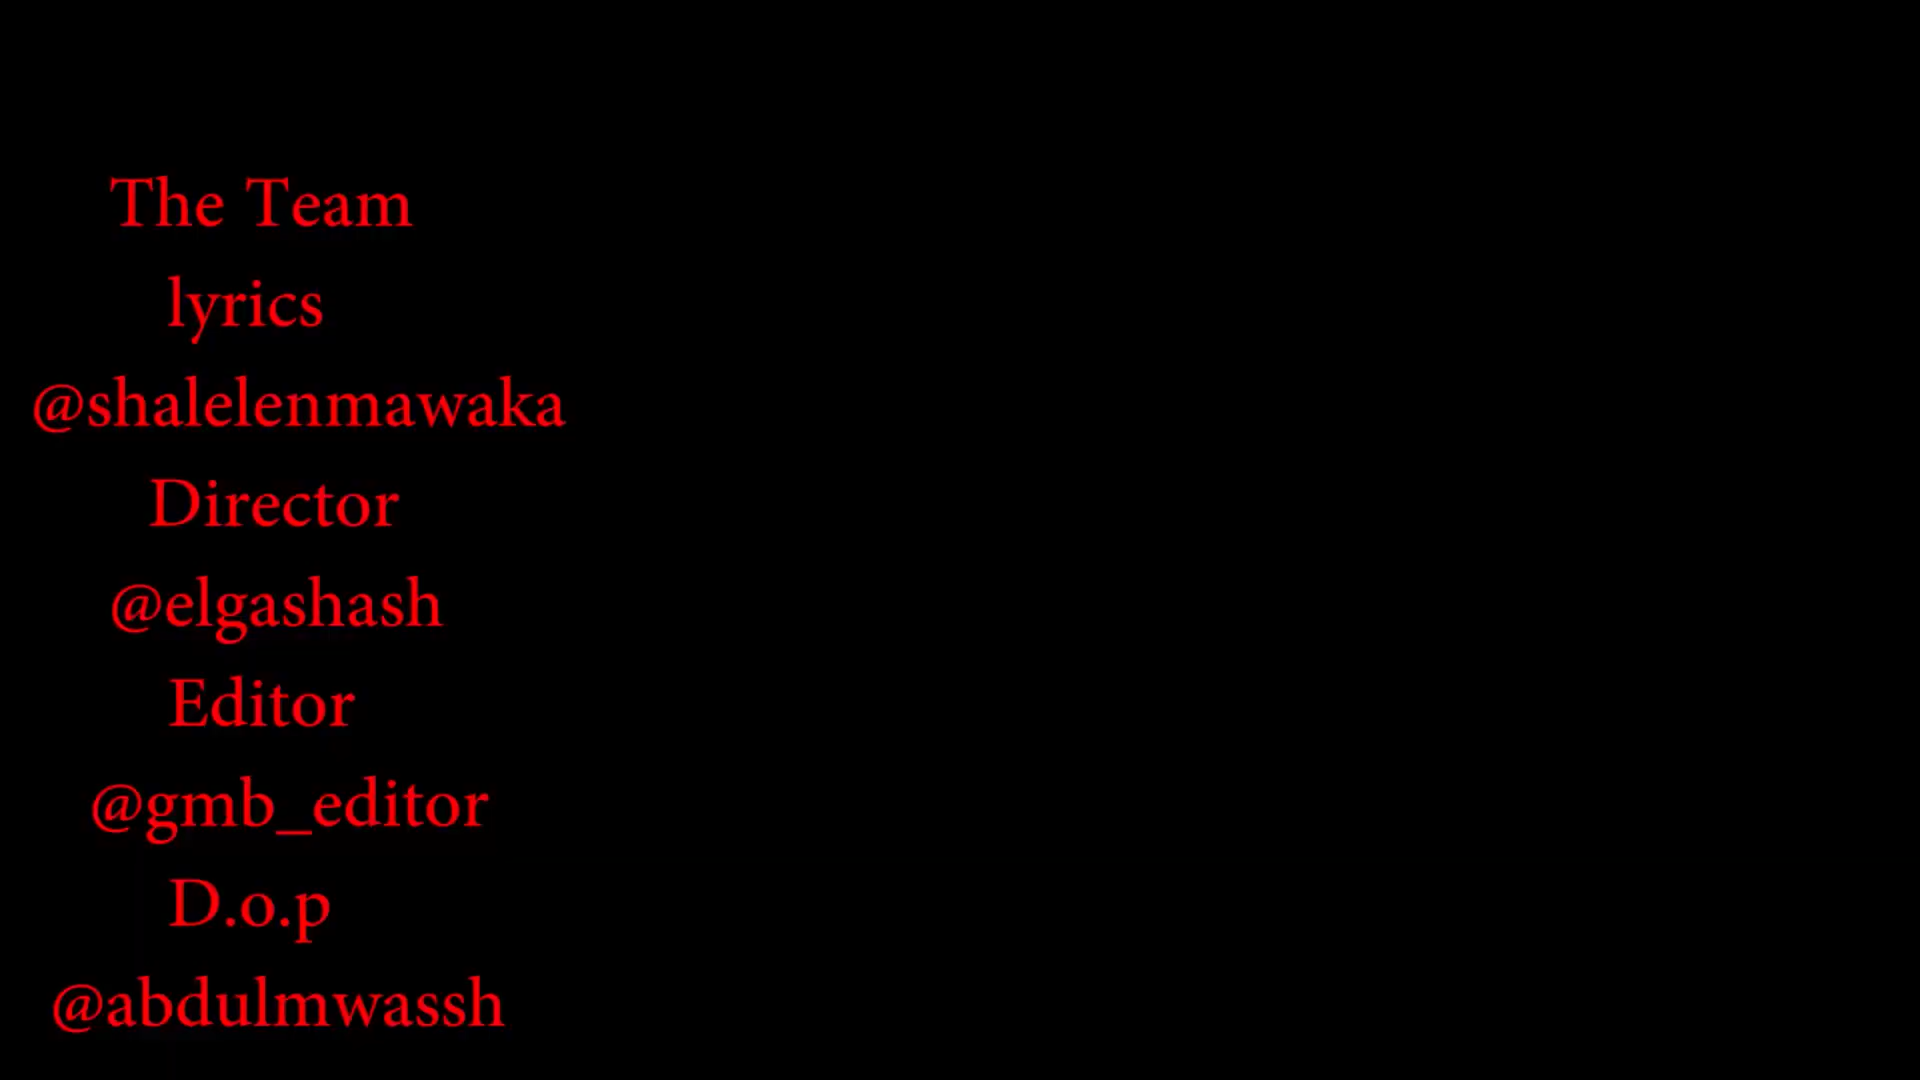 The Team
lyrics
@shalelenmawaka
Director
@elgashash
Editor
@gmb_editor
D.o.p
@abdulmwassh